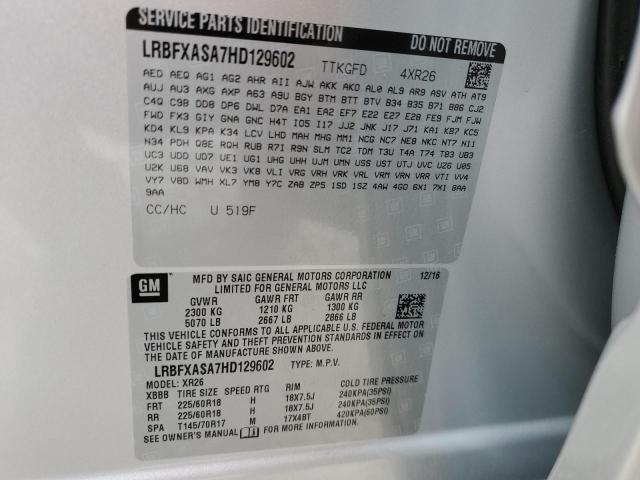 SERVICE PARTS IDENTIFICATION
DO NOT REMOVE
LRBFXASA7HD129602 TTKGFD 4XR26
AED AEQ AG1 AG2 AHR AII AJW AKK AKO AL0 AL9 AR9 ASV ATH AT9
AUJ AU3 AXG AXP A63 A9U BGY BTM BTT BTV B34 B35 B71 B86 CJ2
C4Q C9B DD8 DP6 DWL D7A EA1 EA2 EF7 E22 E27 E28 FE9 FJM FJW
FWD FX3 GIY GNA GNC H4T IO5 I17 JJ2 JNK J17 J71 KA1 KB7 KC5
KD4 KL9 KPA K34 LCV LHD MAH MHG MM1 NCG NC7 NE8 NKC NT7 N11
N34 PDH Q8E RQH RUB R7I R9N SLM TC2 TDM T3U T4A T74 T83 UB3
UC3 UDD UD7 UE1 UG1 UHG UHH UJM UMN USS UST UTJ UVC U26 U05
U2K U68 VAV VK3 VK8 VLI VRG VRH VRK VRL VRM VRN VRR VTI VV4
VY7 V8D WMH XL7 YM8 Y7C ZAB ZP5 1SD 1SZ 4AW 4GO 6X1 7X1 8AA
9AA
CC/HC U 519F
GM
MFD BY SAIC GENERAL MOTORS CORPORATION 12/16
LIMITED FOR GENERAL MOTORS LLC
GVWR GAWR FRT GAWR RR
2300 KG 1210 KG 1300 KG
5070 LB 2667 LB 2866 LB
THIS VEHICLE CONFORMS TO ALL APPLICABLE U.S. FEDERAL MOTOR
VEHICLE SAFETY AND THEFT PREVENTION STANDARDS IN EFFECT ON
THE DATE OF MANUFACTURE SHOWN ABOVE.
LRBFXASA7HD129602 TYPE: M.P.V.
MODEL: XR26
XBBB TIRE SIZE SPEED RTG RIM COLD TIRE PRESSURE
FRT 225/60R18 H 18X7.5J 240KPA(35PSI)
RR 225/60R18 H 18X7.5J 240KPA(35PSI)
SPA T145/70R17 M 17X4BT 420KPA(60PSI)
SEE OWNER'S MANUAL FOR MORE INFORMATION